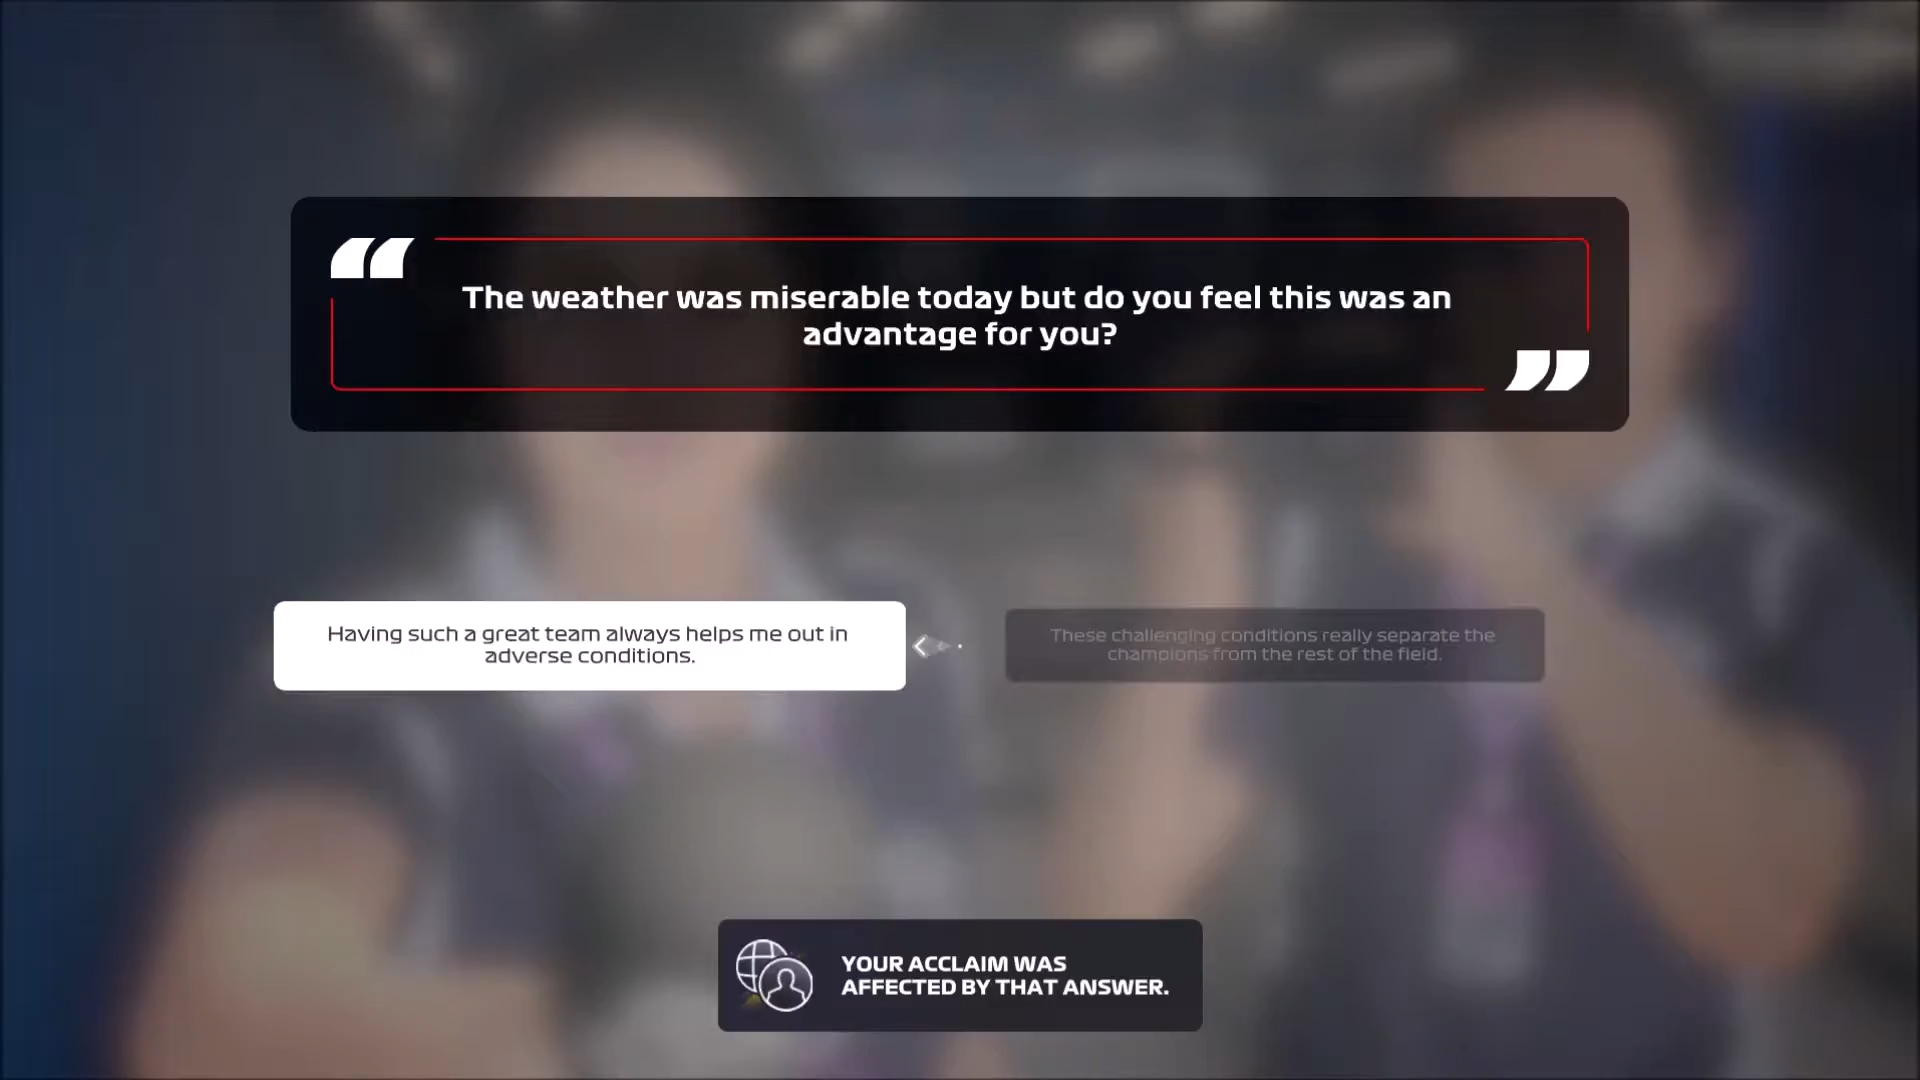 The weather was miserable today but do you feel this was an
advantage for you?
Having such a great team always helps me out in
adverse conditions.
These challenging conditions really separate the
champions from the rest of the field.
YOUR ACCLAIM WAS
AFFECTED BY THAT ANSWER.